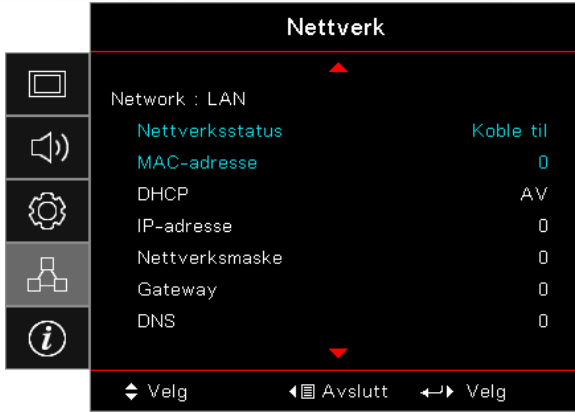 Nettverk
Network : LAN
Nettverksstatus Koble til
MAC-adresse 0
DHCP AV
IP-adresse 0
Nettverksmaske 0
Gateway 0
DNS 0
Velg Avslutt Velg